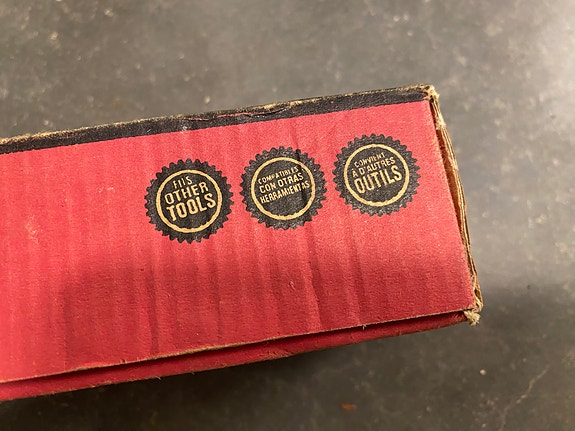 FITS
OTHER
TOOLS
COMPATIBLES
CON OTRAS
HERRAMIENTAS
CONVIENT
À D'AUTRES
OUTILS